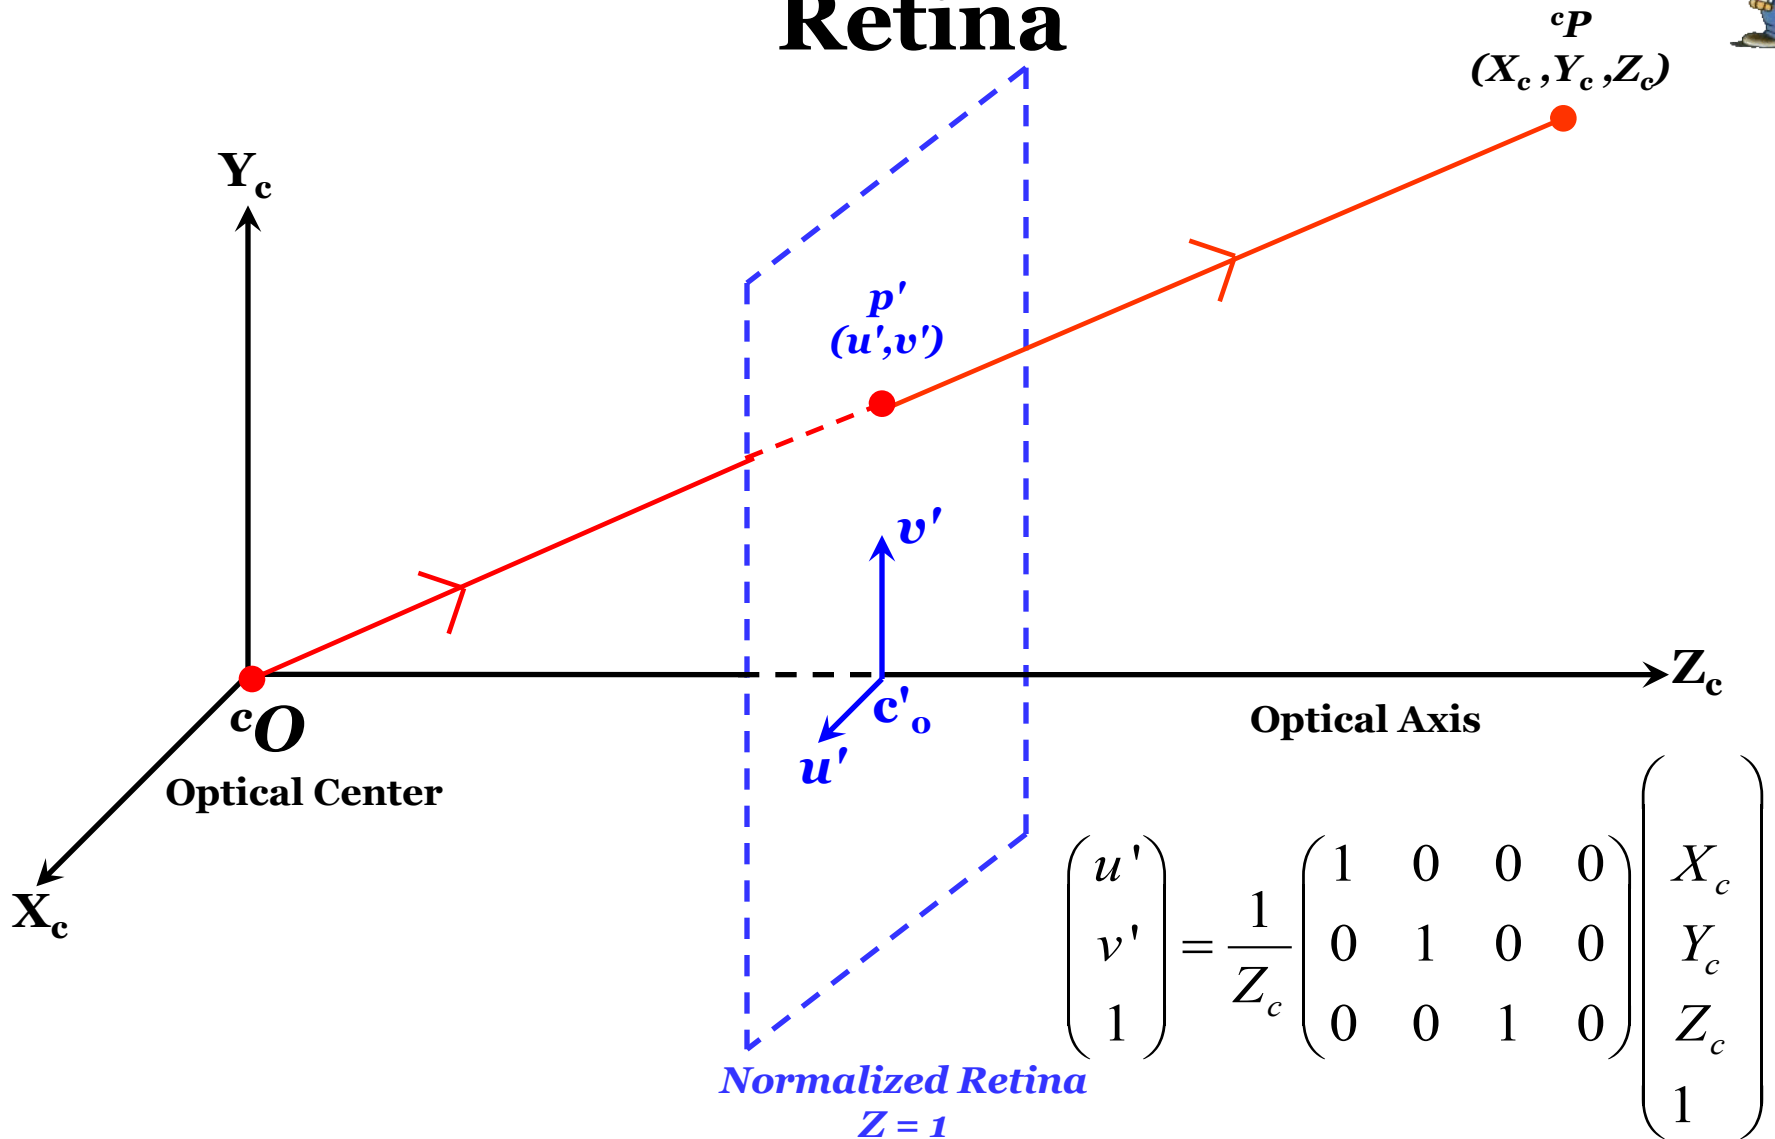 Retina
cP
(Xc ,Yc ,Zc)
Yc
p'
(u',v')
v'
Zc
c'o
cO
Optical Axis
u'
Optical Center
Xc
(u' v' 1) = 1/Zc (1 0 0 0; 0 1 0 0; 0 0 1 0) (Xc Yc Zc 1)
Normalized Retina
Z = 1